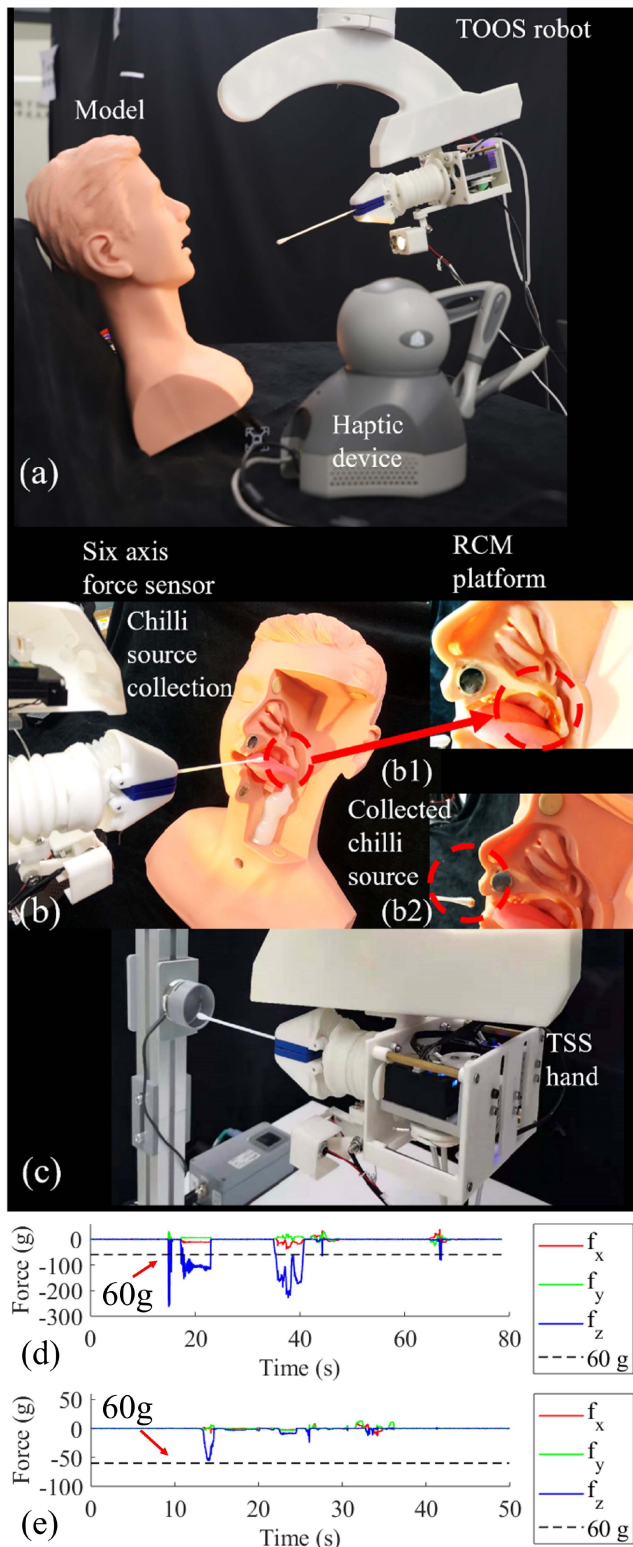 TOOS robot
Model
Haptic
device
(a)
Six axis
force sensor
RCM
platform
Chilli
source
collection
(b1)
Collected
chilli
source
(b)
(b2)
TSS
hand
(c)
Force (g)
0
-100
-200
-300
60g
0 20 40 60 80
Time (s)
f_x
f_y
f_z
60 g
(d)
Force (g)
50
0
-50
-100
60g
0 10 20 30 40 50
Time (s)
f_x
f_y
f_z
60 g
(e)